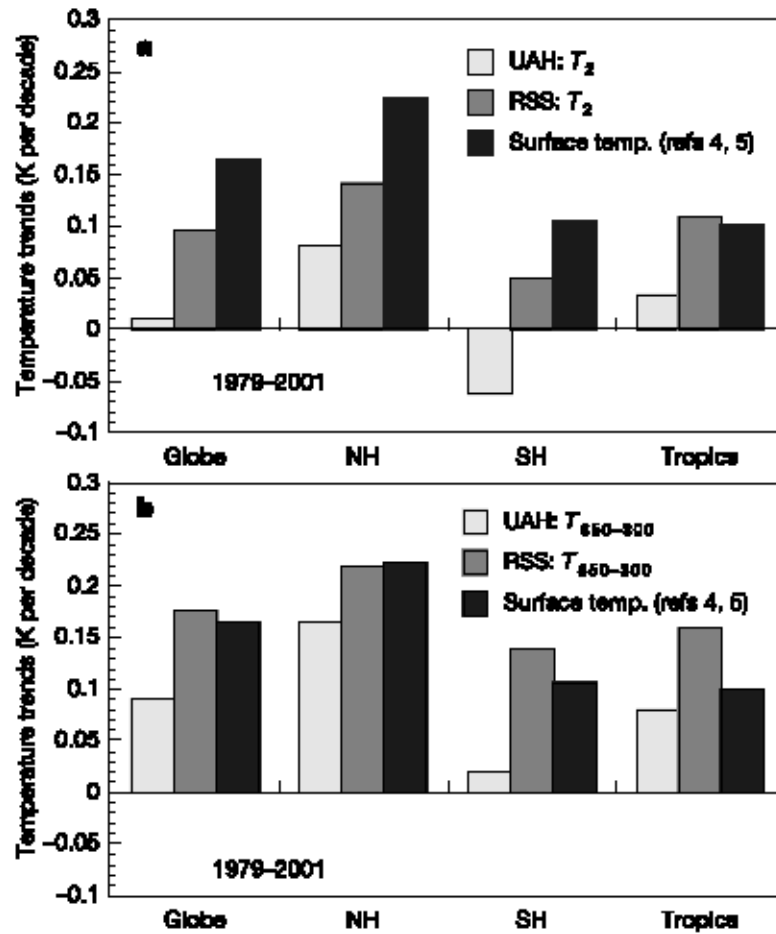 Temperature trends (K per decade)
0.3
0.25
0.2
0.15
0.1
0.05
0
−0.05
−0.1
a
UAH: T2
RSS: T2
Surface temp. (refs 4, 5)
1979–2001
Globe NH SH Tropics
Temperature trends (K per decade)
0.3
0.25
0.2
0.15
0.1
0.05
0
−0.05
−0.1
b
UAH: T850–300
RSS: T850–300
Surface temp. (refs 4, 5)
1979–2001
Globe NH SH Tropics